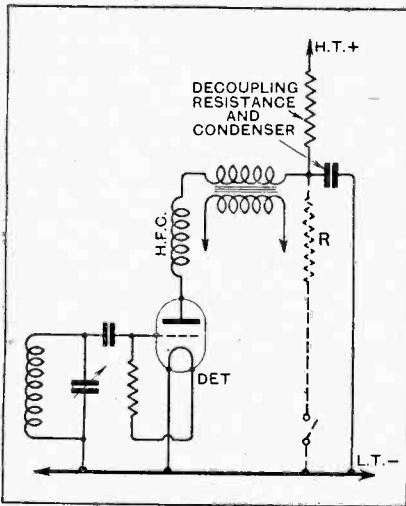 H.T.+
DECOUPLING
RESISTANCE
AND
CONDENSER
H.F.C.
R
DET
L.T.-